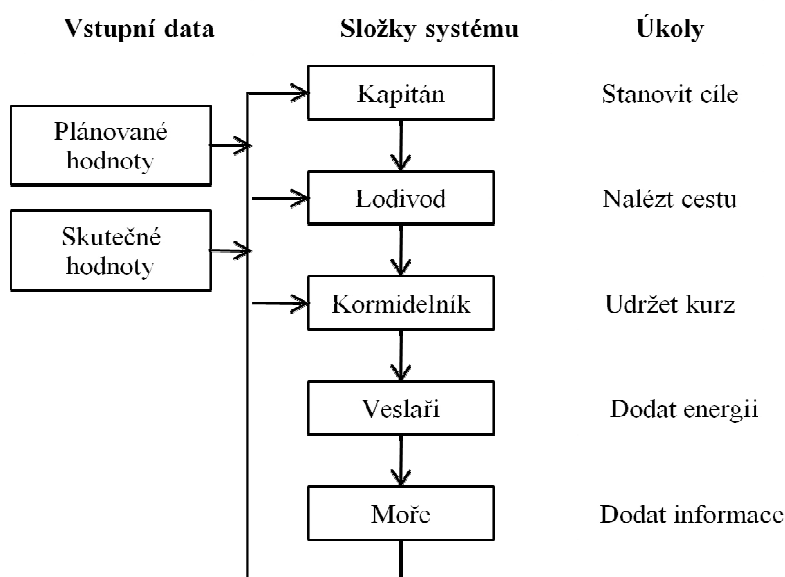 Vstupní data Složky systému Úkoly
Kapitán Stanovit cíle
Plánované
hodnoty
Lodivod Nalézt cestu
Skutečné
hodnoty
Kormidelník Udržet kurz
Veslaři Dodat energii
Moře Dodat informace